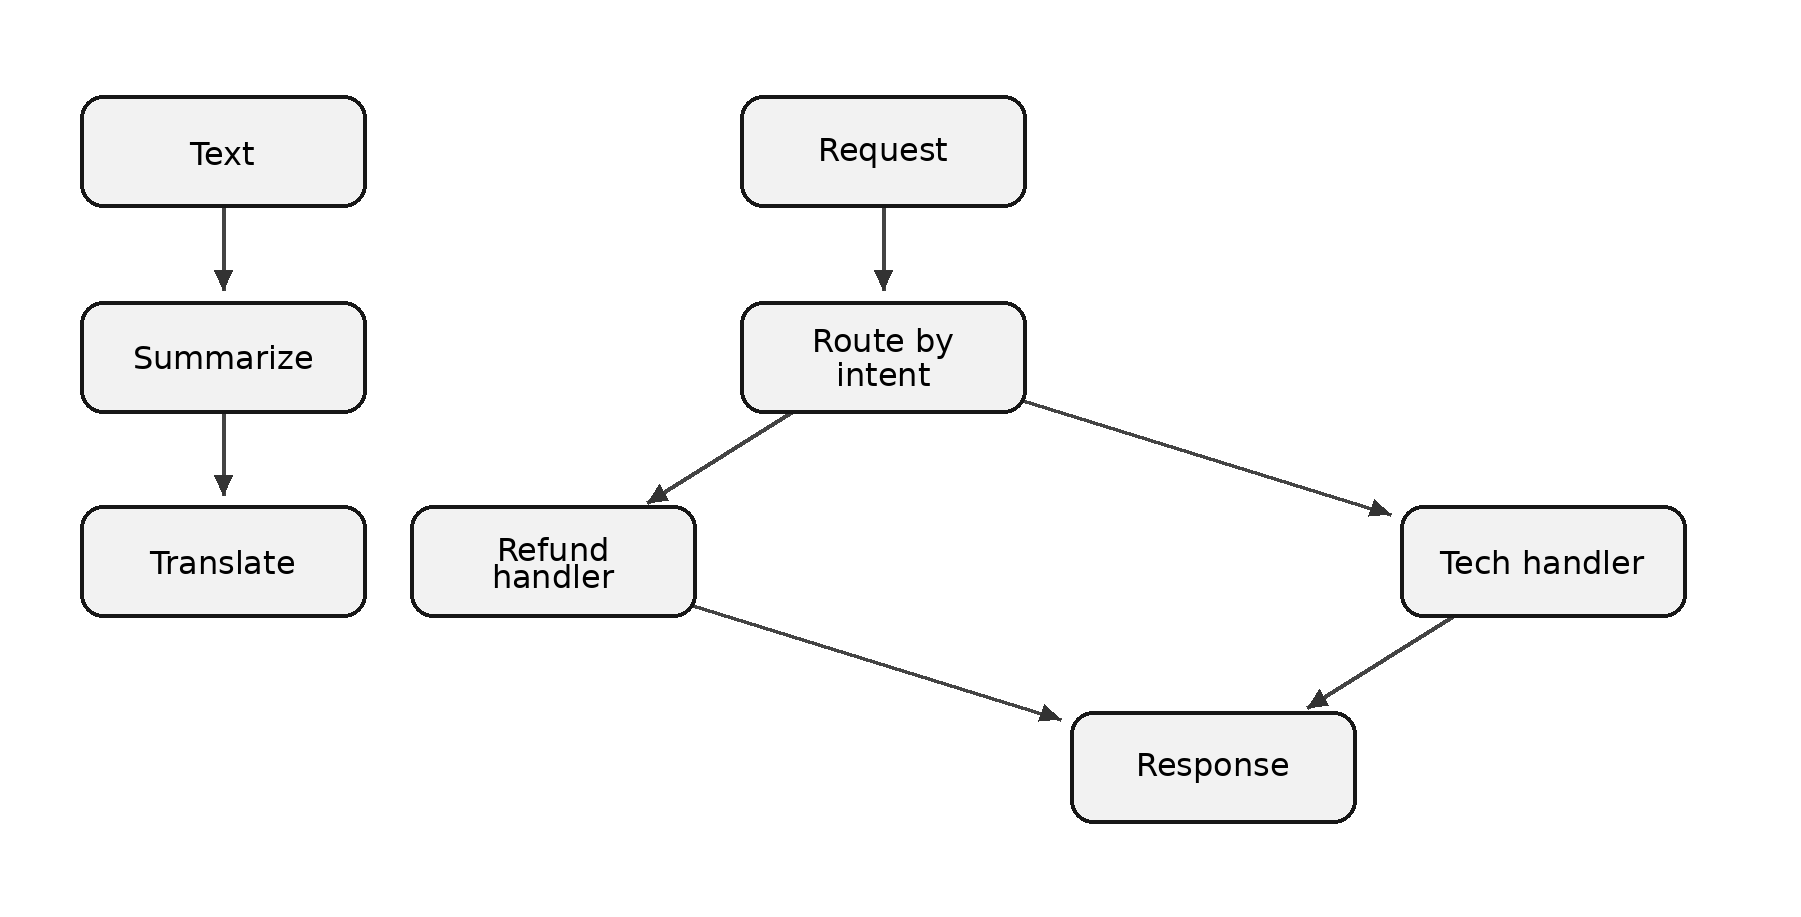 Text
Request
Summarize
Route by
intent
Translate
Refund
handler
Tech handler
Response